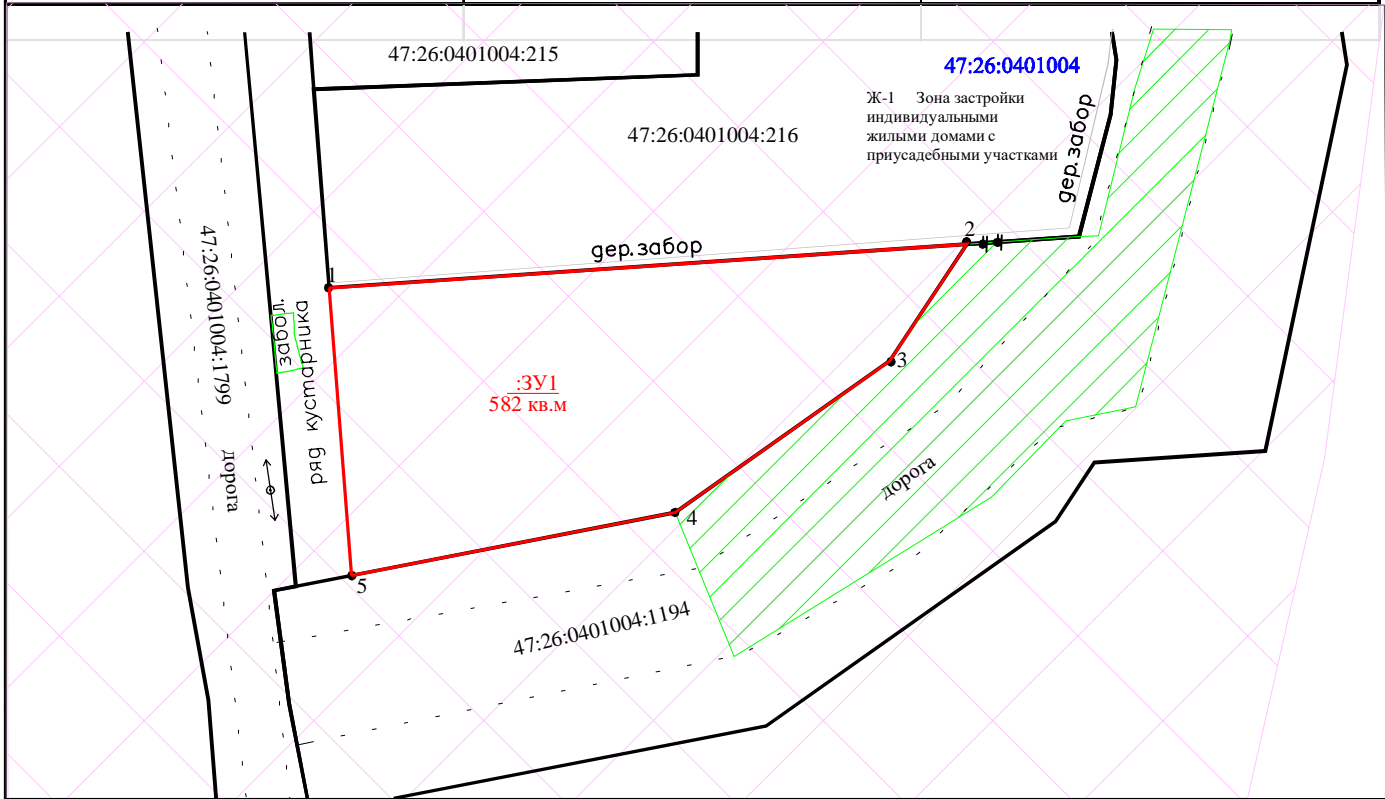 47:26:0401004:215
47:26:0401004
Ж-1 Зона застройки
индивидуальными
жилыми домами с
приусадебными участками
47:26:0401004:216
дер.забор
дер.забор
1
2
3
4
5
47:26:0401004:1799
дорога
забол.
ряд кустарника
:ЗУ1
582 кв.м
дорога
47:26:0401004:1194